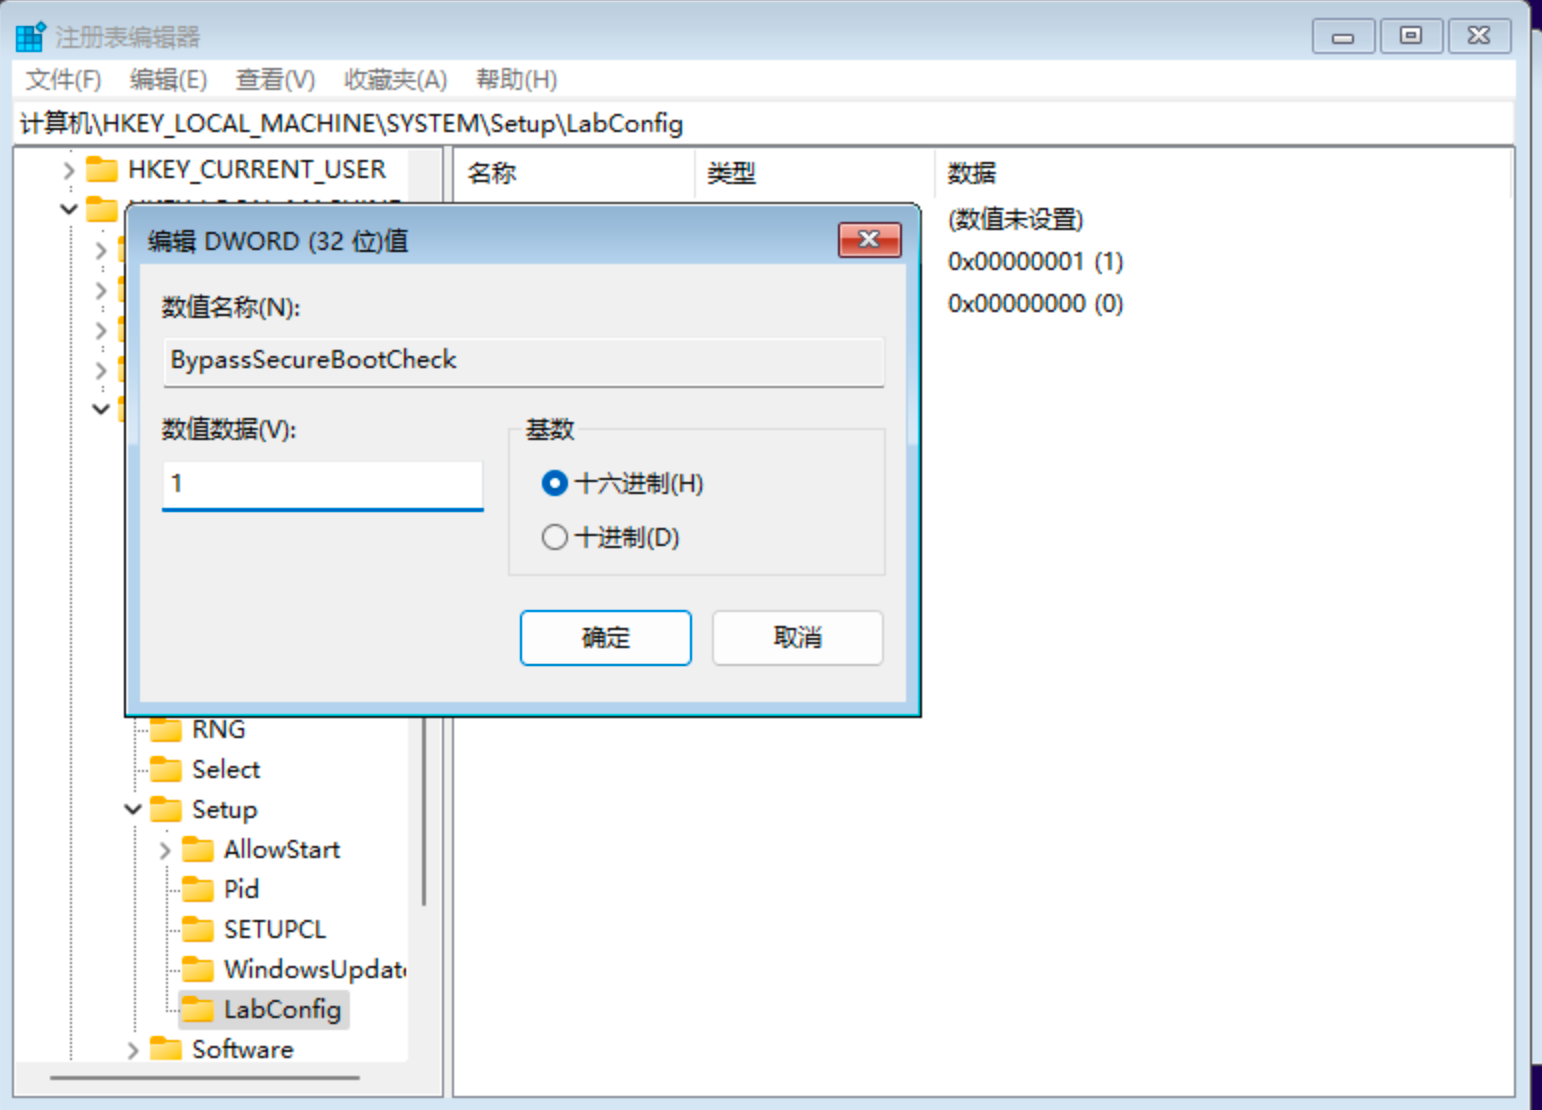 注册表编辑器
文件(F) 编辑(E) 查看(V) 收藏夹(A) 帮助(H)
计算机\HKEY_LOCAL_MACHINE\SYSTEM\Setup\LabConfig
HKEY_CURRENT_USER
名称 类型 数据
(数值未设置)
0x00000001 (1)
0x00000000 (0)
编辑 DWORD (32 位)值
数值名称(N):
BypassSecureBootCheck
数值数据(V):
1
基数
十六进制(H)
十进制(D)
确定 取消
RNG
Select
Setup
AllowStart
Pid
SETUPCL
WindowsUpdat
LabConfig
Software